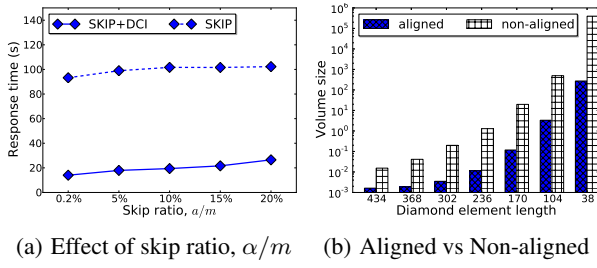 SKIP+DCI SKIP
Response time (s)
140
120
100
80
60
40
20
0
0.2% 5% 10% 15% 20%
Skip ratio, a/m
(a) Effect of skip ratio, α/m
aligned non-aligned
Volume size
10^6
10^5
10^4
10^3
10^2
10^1
10^0
10^-1
10^-2
10^-3
434 368 302 236 170 104 38
Diamond element length
(b) Aligned vs Non-aligned